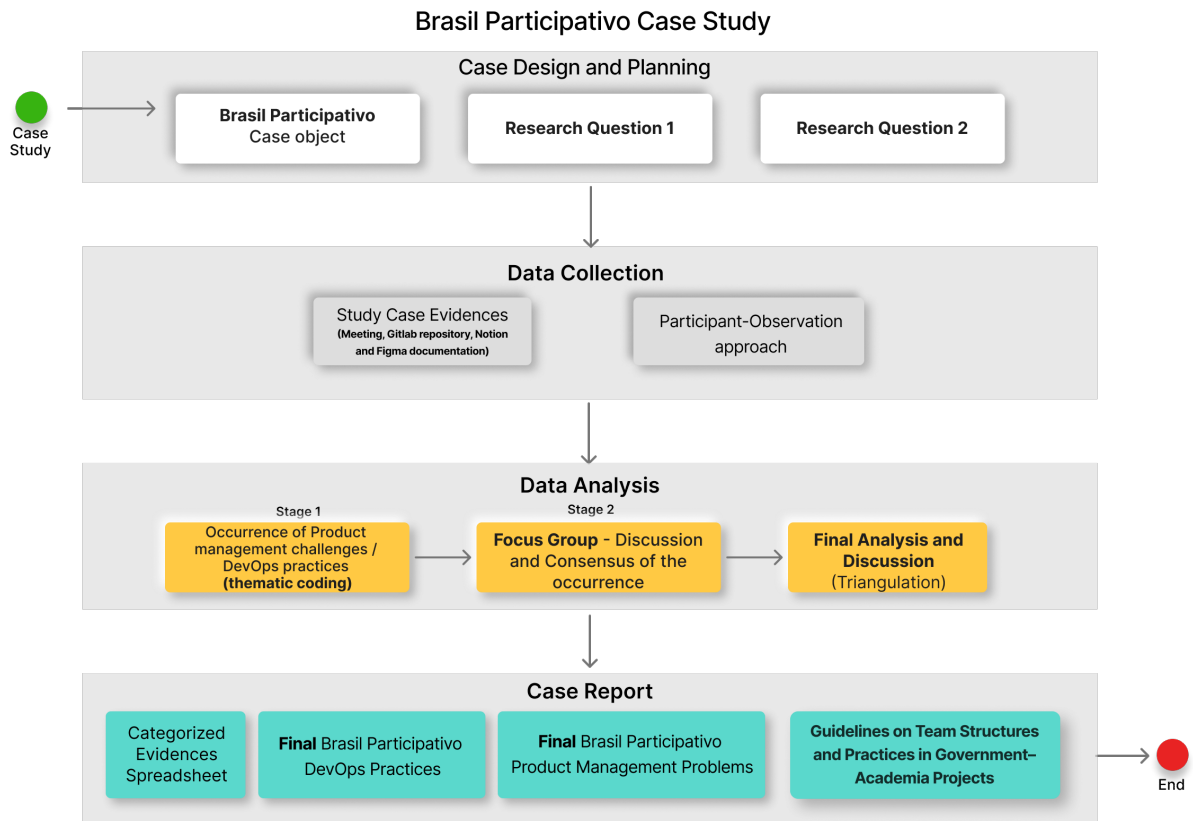 Brasil Participativo Case Study
Case Design and Planning
Case
Study
Brasil Participativo
Case object
Research Question 1
Research Question 2
Data Collection
Study Case Evidences
(Meeting, Gitlab repository, Notion
and Figma documentation)
Participant-Observation
approach
Data Analysis
Stage 1
Occurrence of Product
management challenges /
DevOps practices
(thematic coding)
Stage 2
Focus Group - Discussion
and Consensus of the
occurrence
Final Analysis and
Discussion
(Triangulation)
Case Report
Categorized
Evidences
Spreadsheet
Final Brasil Participativo
DevOps Practices
Final Brasil Participativo
Product Management Problems
Guidelines on Team Structures
and Practices in Government–
Academia Projects
End